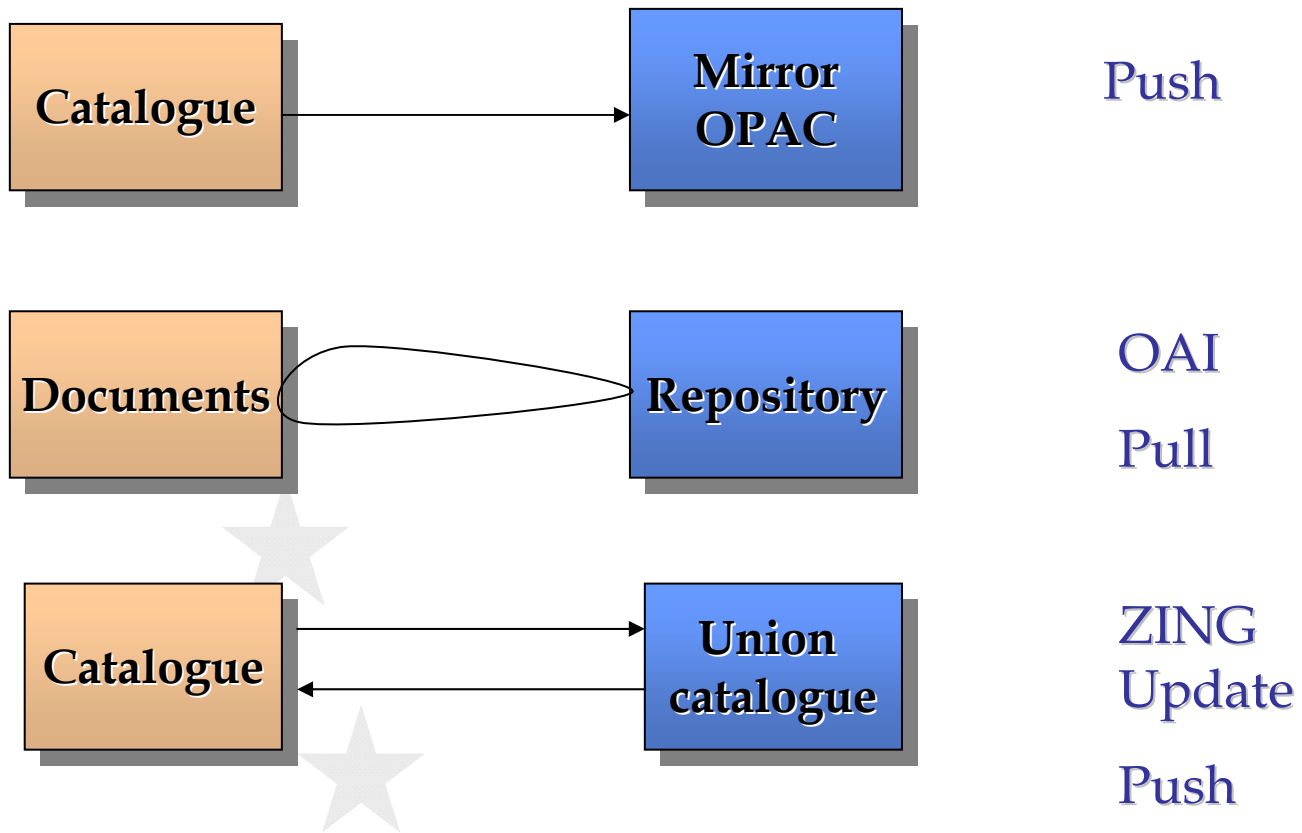 Catalogue
Mirror
OPAC
Push
Documents
Repository
OAI
Pull
Catalogue
Union
catalogue
ZING
Update
Push